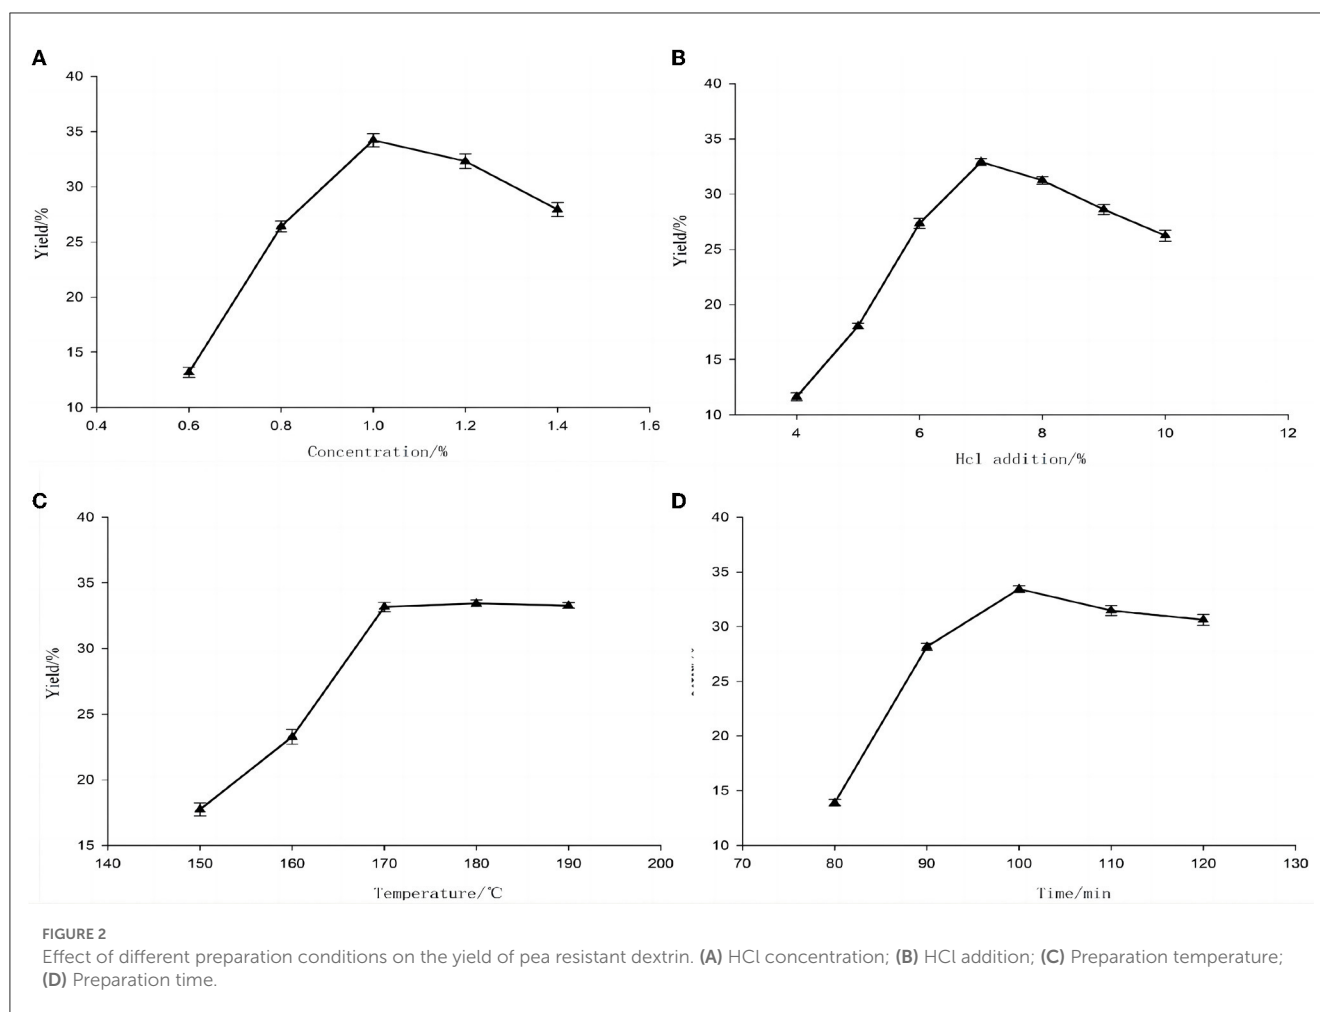 A
40
35
30
25
20
15
10
Yield/%
0.4 0.6 0.8 1.0 1.2 1.4 1.6
Concentration/%
B
40
35
30
25
20
15
10
Yield/%
4 6 8 10 12
Hcl addition/%
C
40
35
30
25
20
15
Yield/%
140 150 160 170 180 190 200
Temperature/℃
D
40
35
30
25
20
15
10
70 80 90 100 110 120 130
Time/min
FIGURE 2
Effect of different preparation conditions on the yield of pea resistant dextrin. (A) HCl concentration; (B) HCl addition; (C) Preparation temperature;
(D) Preparation time.